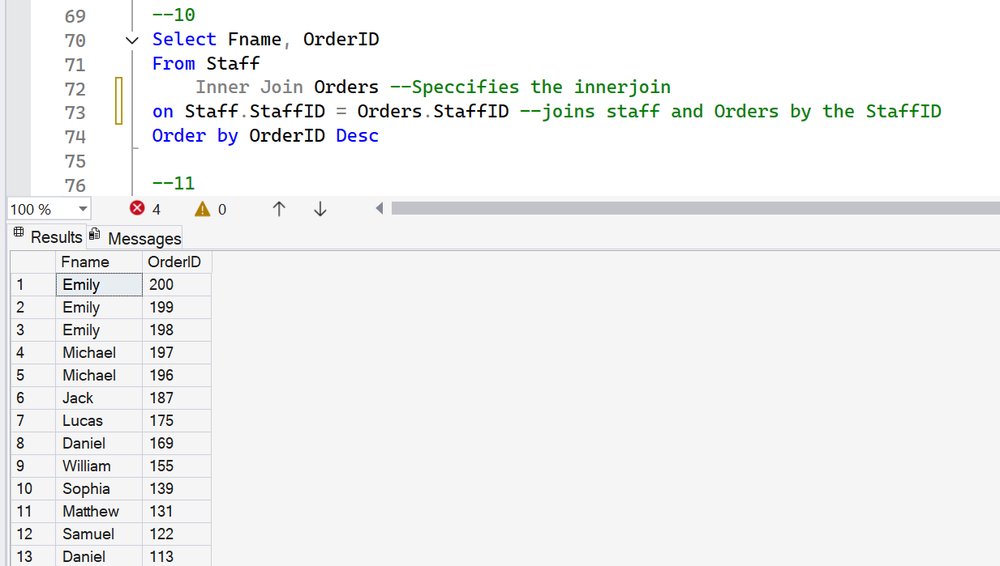 69 --10
70 Select Fname, OrderID
71 From Staff
72 Inner Join Orders --Speccifies the innerjoin
73 on Staff.StaffID = Orders.StaffID --joins staff and Orders by the StaffID
74 Order by OrderID Desc
75
76 --11
100 % 4 0
Results Messages
Fname OrderID
1 Emily 200
2 Emily 199
3 Emily 198
4 Michael 197
5 Michael 196
6 Jack 187
7 Lucas 175
8 Daniel 169
9 William 155
10 Sophia 139
11 Matthew 131
12 Samuel 122
13 Daniel 113